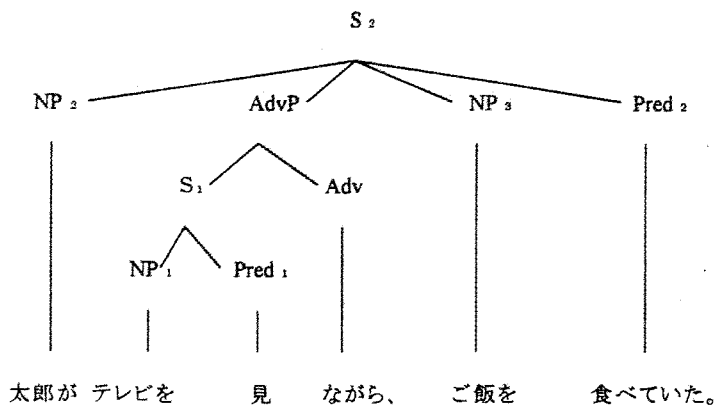 S₂
NP₂ AdvP NP₃ Pred₂
S₁ Adv
NP₁ Pred₁
太郎が テレビを 見 ながら、 ご飯を 食べていた。